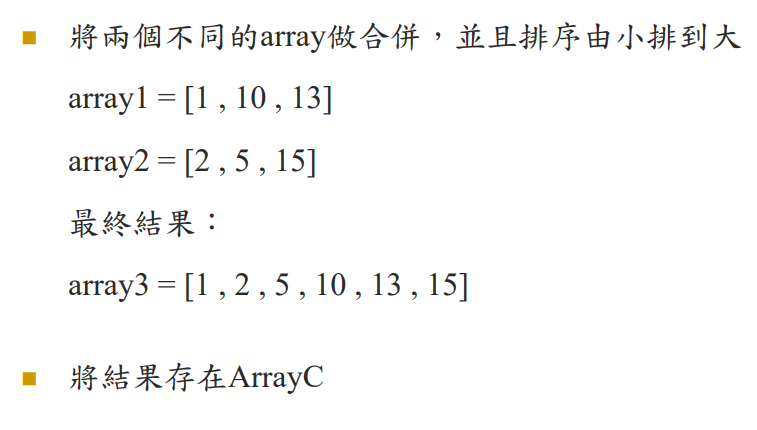 將兩個不同的array做合併，並且排序由小排到大
array1 = [1 , 10 , 13]
array2 = [2 , 5 , 15]
最終結果：
array3 = [1 , 2 , 5 , 10 , 13 , 15]
將結果存在ArrayC